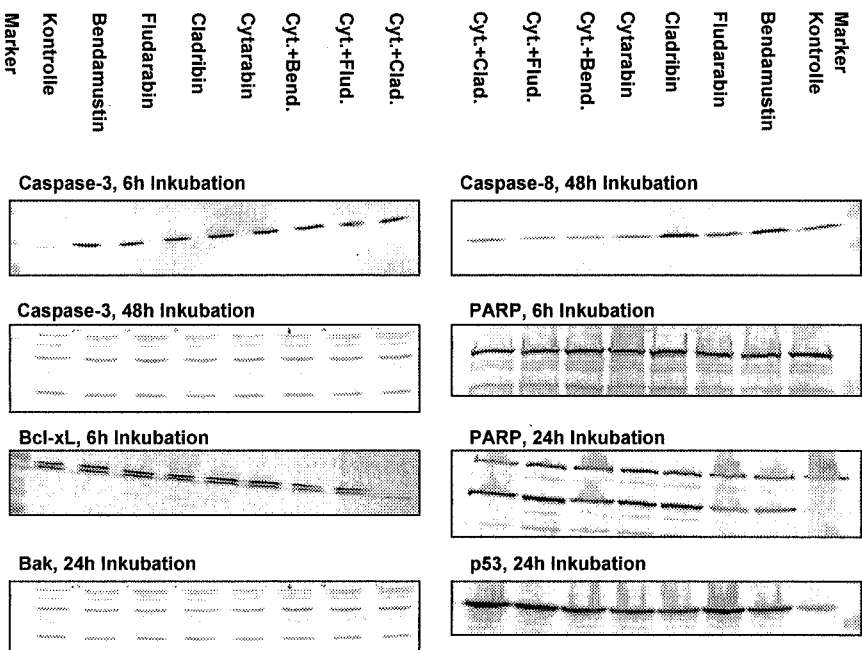 Marker
Kontrolle
Bendamustin
Fludarabin
Cladribin
Cytarabin
Cyt.+Bend.
Cyt.+Flud.
Cyt.+Clad.
Cyt.+Clad.
Cyt.+Flud.
Cyt.+Bend.
Cytarabin
Cladribin
Fludarabin
Bendamustin
Kontrolle
Marker
Caspase-3, 6h Inkubation
Caspase-8, 48h Inkubation
Caspase-3, 48h Inkubation
PARP, 6h Inkubation
Bcl-xL, 6h Inkubation
PARP, 24h Inkubation
Bak, 24h Inkubation
p53, 24h Inkubation